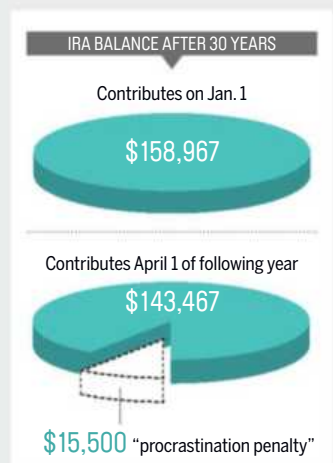 IRA BALANCE AFTER 30 YEARS
Contributes on Jan. 1
$158,967
Contributes April 1 of following year
$143,467
$15,500 “procrastination penalty”